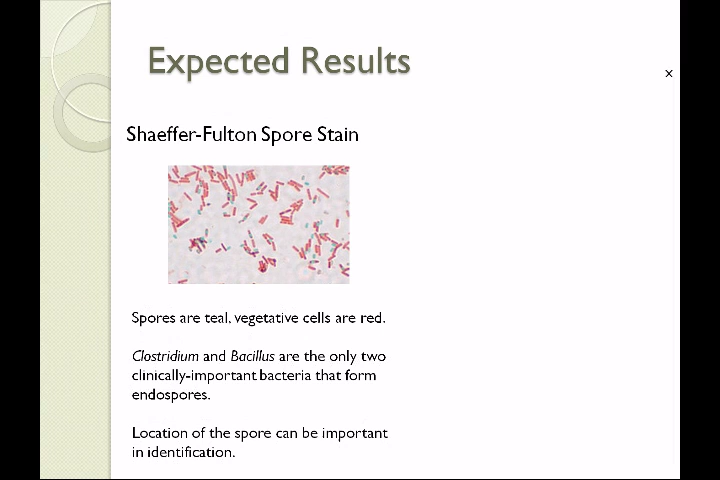 Expected Results
x
Shaeffer-Fulton Spore Stain
Spores are teal, vegetative cells are red.
Clostridium and Bacillus are the only two
clinically-important bacteria that form
endospores.
Location of the spore can be important
in identification.